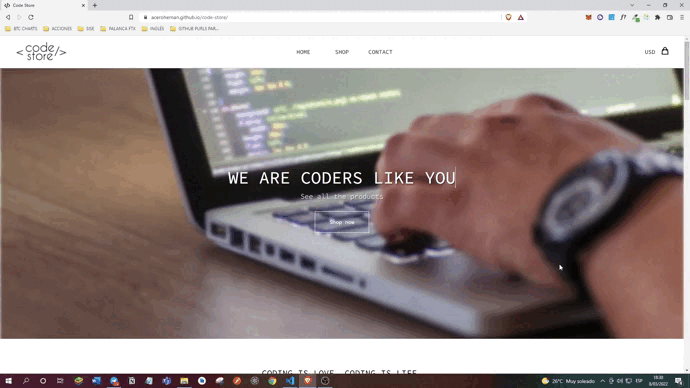 Code Store
acerohernan.github.io/code-store/
BTC CHARTS
ACCIONES
SISE
PALANCA FTX
INGLES
GITHUB PURLS PAR...
< code />
store
HOME
SHOP
CONTACT
USD
WE ARE CODERS LIKE YOU
See all the products
Shop now
CODING IS LOVE, CODING IS LIFE
26°C Muy soleado
ESP
18:30
8/03/2022